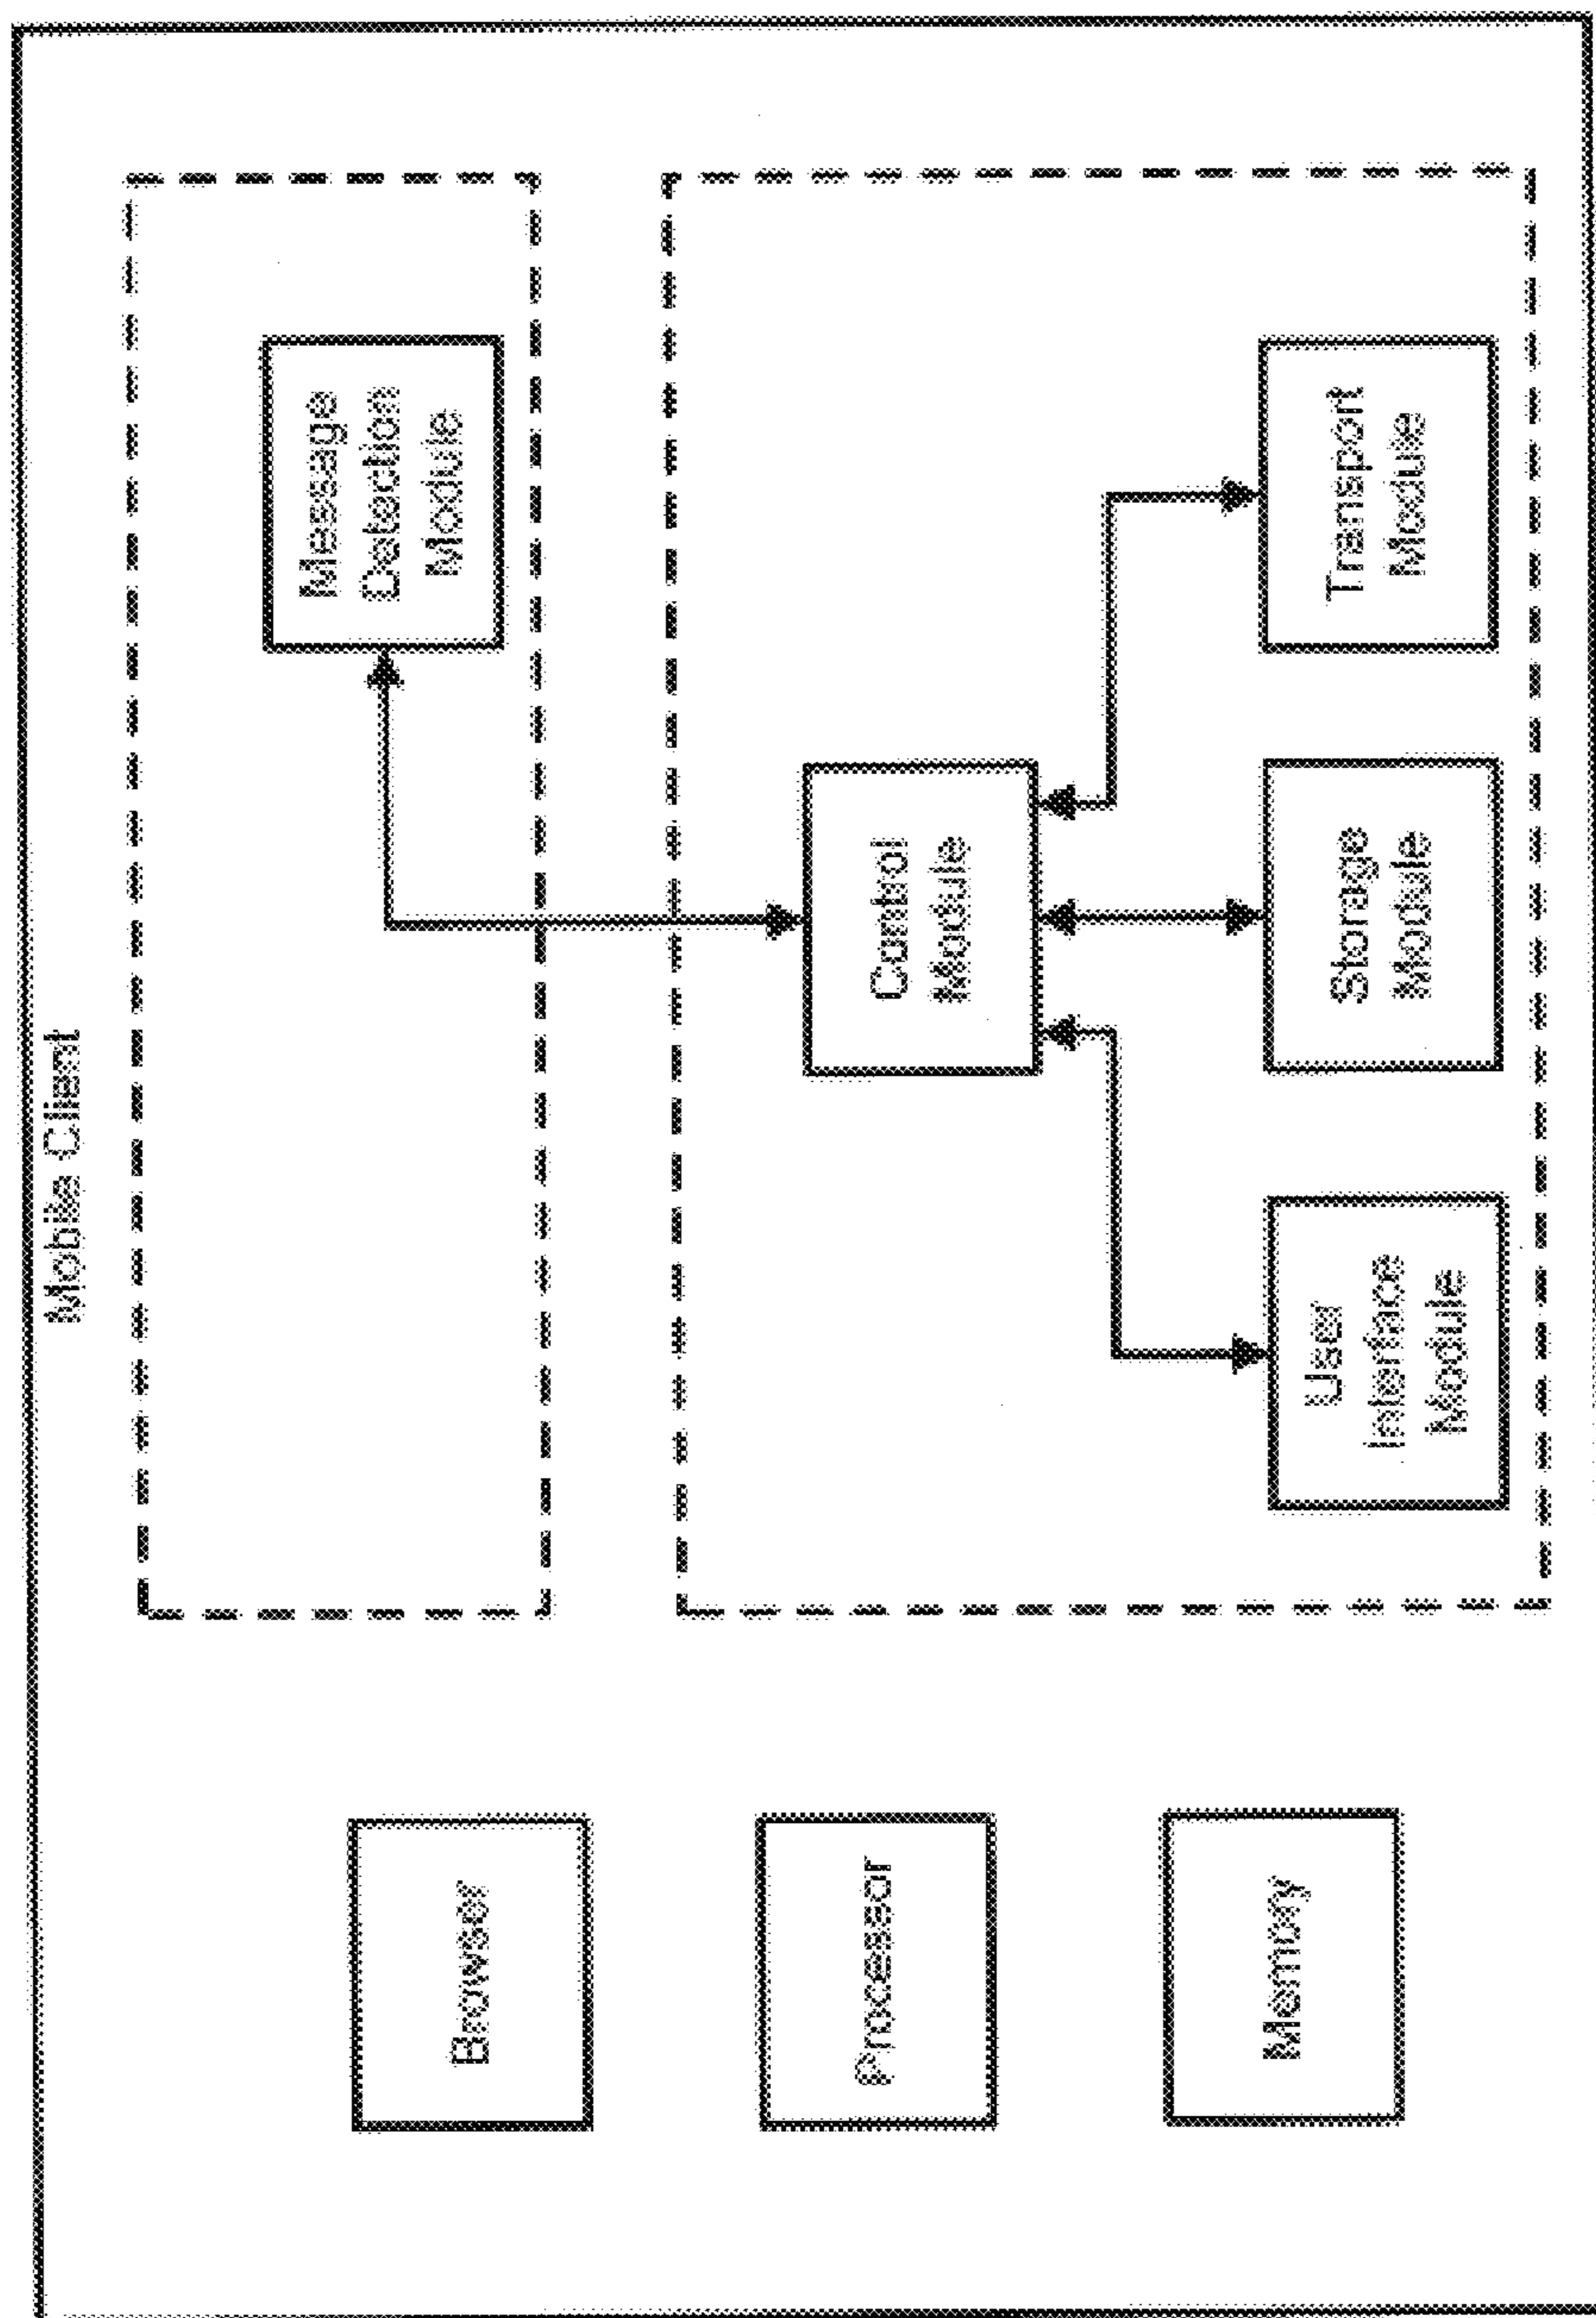 Mobile Client
Browser
Message
Detection
Module
Processor
Control
Module
Memory
User
Interface
Module
Storage
Module
Transport
Module